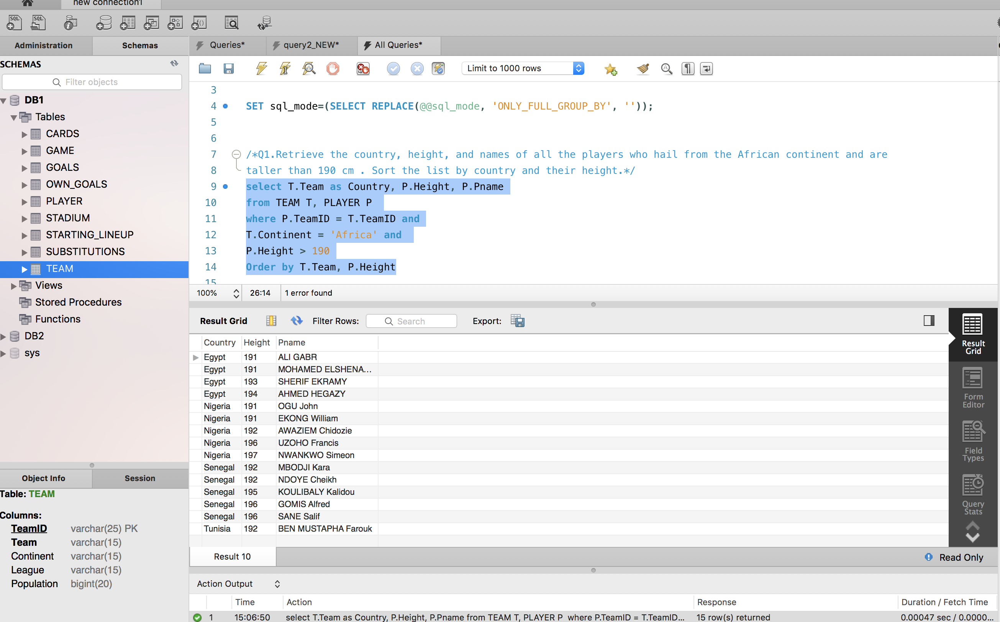 new connection1
Administration
Schemas
Queries*
query2_NEW*
All Queries*
SCHEMAS
Filter objects
DB1
Tables
CARDS
GAME
GOALS
OWN_GOALS
PLAYER
STADIUM
STARTING_LINEUP
SUBSTITUTIONS
TEAM
Views
Stored Procedures
Functions
DB2
sys
Object Info
Session
Table: TEAM
Columns:
TeamID varchar(25) PK
Team varchar(15)
Continent varchar(15)
League varchar(15)
Population bigint(20)
Limit to 1000 rows
3
4 SET sql_mode=(SELECT REPLACE(@@sql_mode, 'ONLY_FULL_GROUP_BY', ''));
5
6
7 /*Q1.Retrieve the country, height, and names of all the players who hail from the African continent and are
8 taller than 190 cm . Sort the list by country and their height.*/
9 select T.Team as Country, P.Height, P.Pname
10 from TEAM T, PLAYER P
11 where P.TeamID = T.TeamID and
12 T.Continent = 'Africa' and
13 P.Height > 190
14 Order by T.Team, P.Height
15
100% 26:14 1 error found
Result Grid Filter Rows: Search Export:
Country Height Pname
Egypt 191 ALI GABR
Egypt 191 MOHAMED ELSHENA...
Egypt 193 SHERIF EKRAMY
Egypt 194 AHMED HEGAZY
Nigeria 191 OGU John
Nigeria 191 EKONG William
Nigeria 192 AWAZIEM Chidozie
Nigeria 196 UZOHO Francis
Nigeria 197 NWANKWO Simeon
Senegal 192 MBODJI Kara
Senegal 192 NDOYE Cheikh
Senegal 195 KOULIBALY Kalidou
Senegal 196 GOMIS Alfred
Senegal 196 SANE Salif
Tunisia 192 BEN MUSTAPHA Farouk
Result
Grid
Form
Editor
Field
Types
Query
Stats
Result 10
Read Only
Action Output
Time Action Response Duration / Fetch Time
1 15:06:50 select T.Team as Country, P.Height, P.Pname from TEAM T, PLAYER P where P.TeamID = T.TeamID... 15 row(s) returned 0.00047 sec / 0.0000...